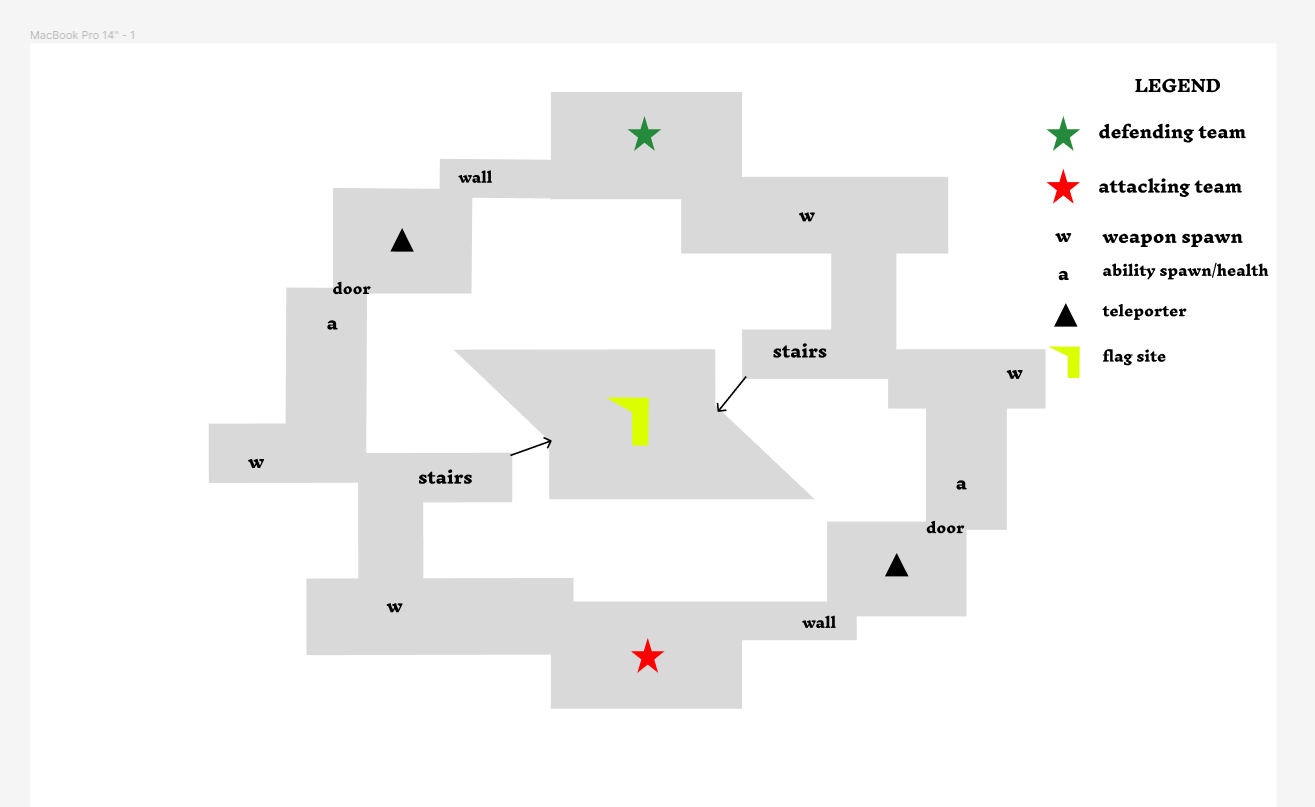 MacBook Pro 14" - 1
LEGEND
defending team
attacking team
w weapon spawn
a ability spawn/health
teleporter
flag site
wall
w
door
a
stairs
w
w
stairs
a
door
w
wall